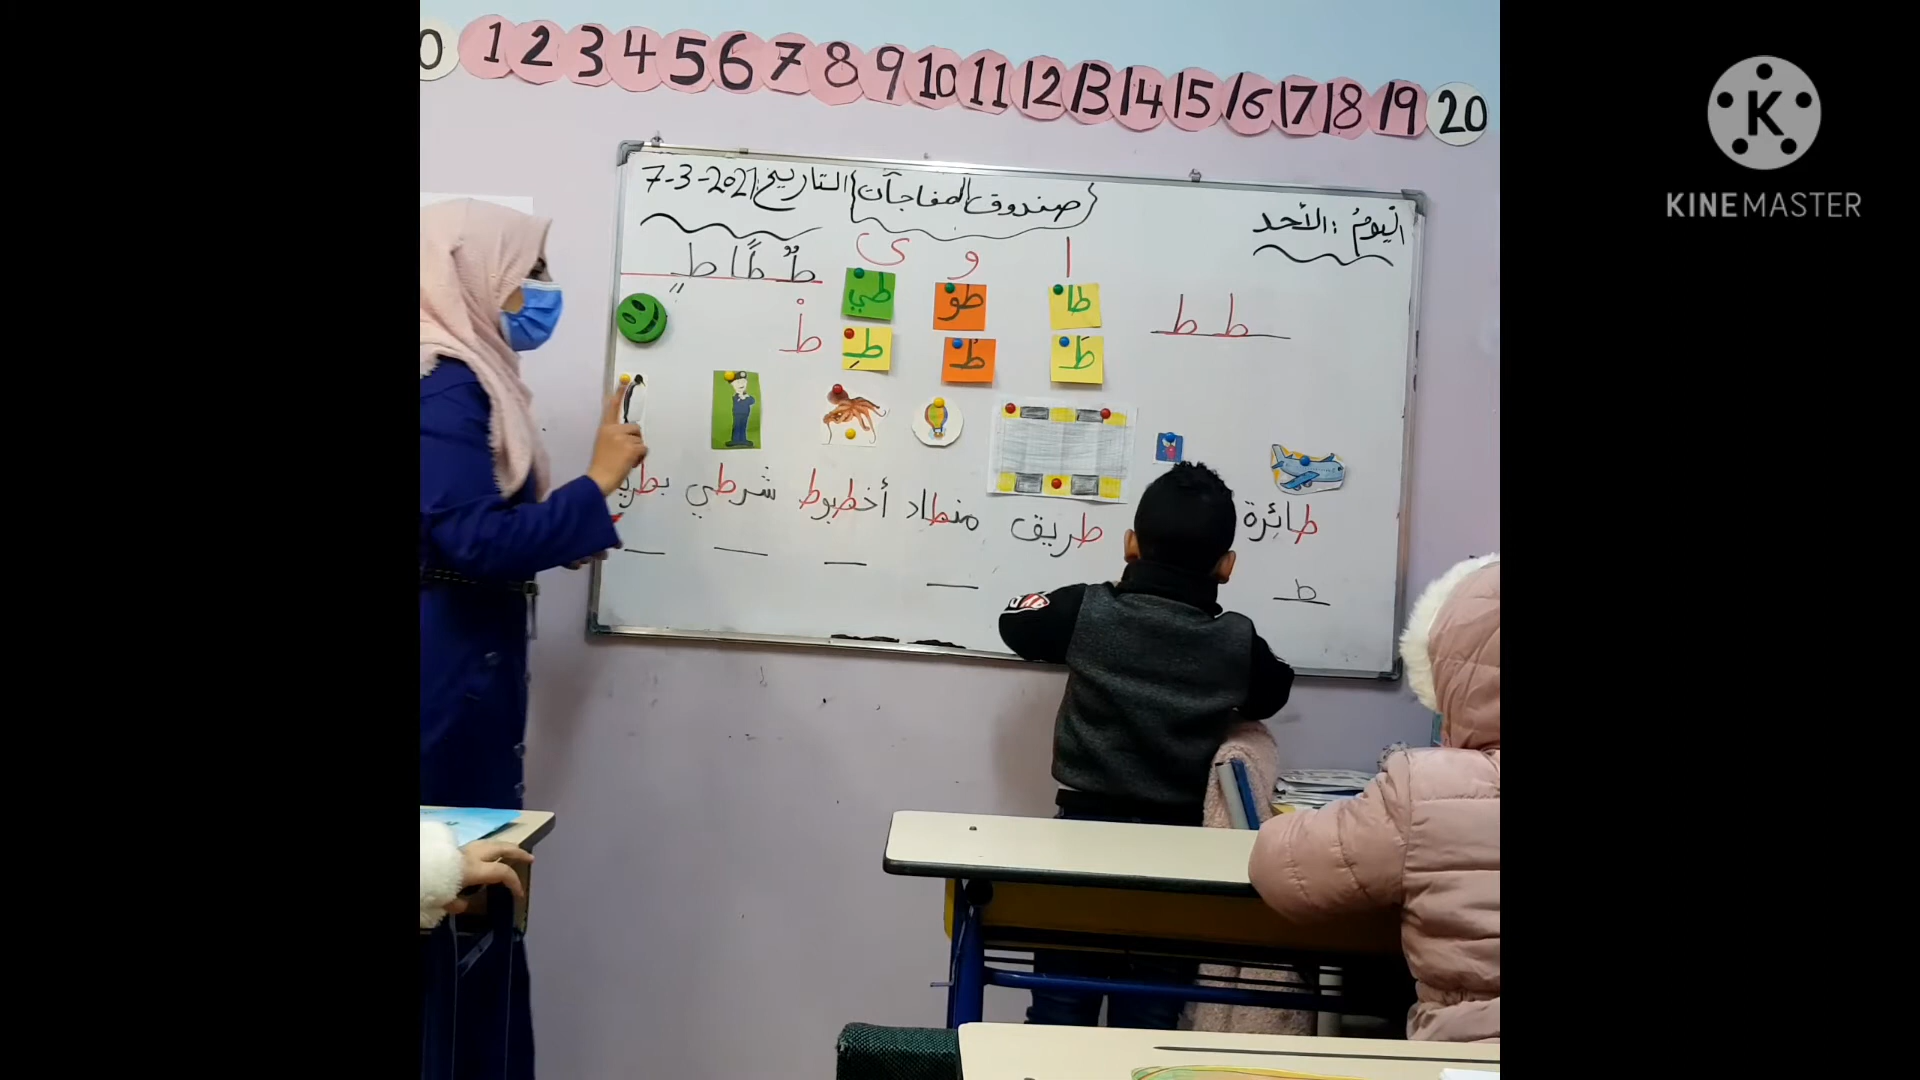 0 1 2 3 4 5 6 7 8 9 10 11 12 13 14 15 16 17 18 19 20
K
KINEMASTER
اليوم : الأحد {صندوق المفاجآت} التاريخ 7-3-2021
ا و ى
طٌ طاً طٍ
ط ط طا طو طي
طَ طُ طِ طْ
طائرة طريق منطاد أخطبوط شرطي
ط